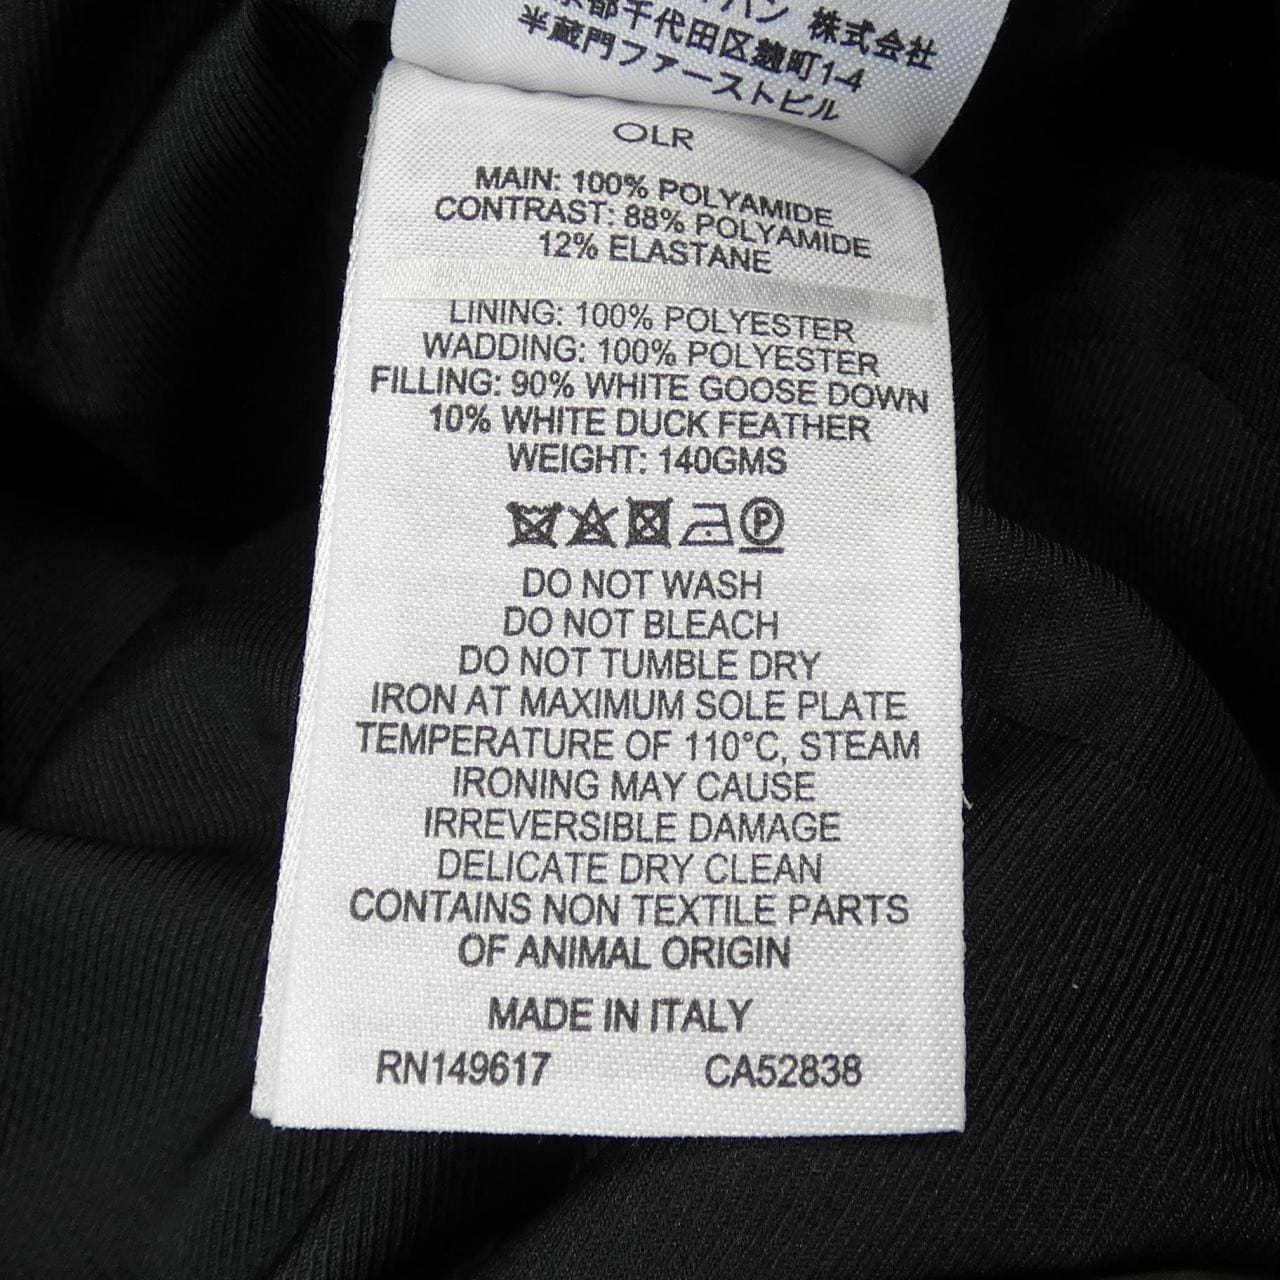 パン 株式会社
京都千代田区麹町1-4
半蔵門ファーストビル
OLR
MAIN: 100% POLYAMIDE
CONTRAST: 88% POLYAMIDE
12% ELASTANE
LINING: 100% POLYESTER
WADDING: 100% POLYESTER
FILLING: 90% WHITE GOOSE DOWN
10% WHITE DUCK FEATHER
WEIGHT: 140GMS
P
DO NOT WASH
DO NOT BLEACH
DO NOT TUMBLE DRY
IRON AT MAXIMUM SOLE PLATE
TEMPERATURE OF 110°C, STEAM
IRONING MAY CAUSE
IRREVERSIBLE DAMAGE
DELICATE DRY CLEAN
CONTAINS NON TEXTILE PARTS
OF ANIMAL ORIGIN
MADE IN ITALY
RN149617 CA52838